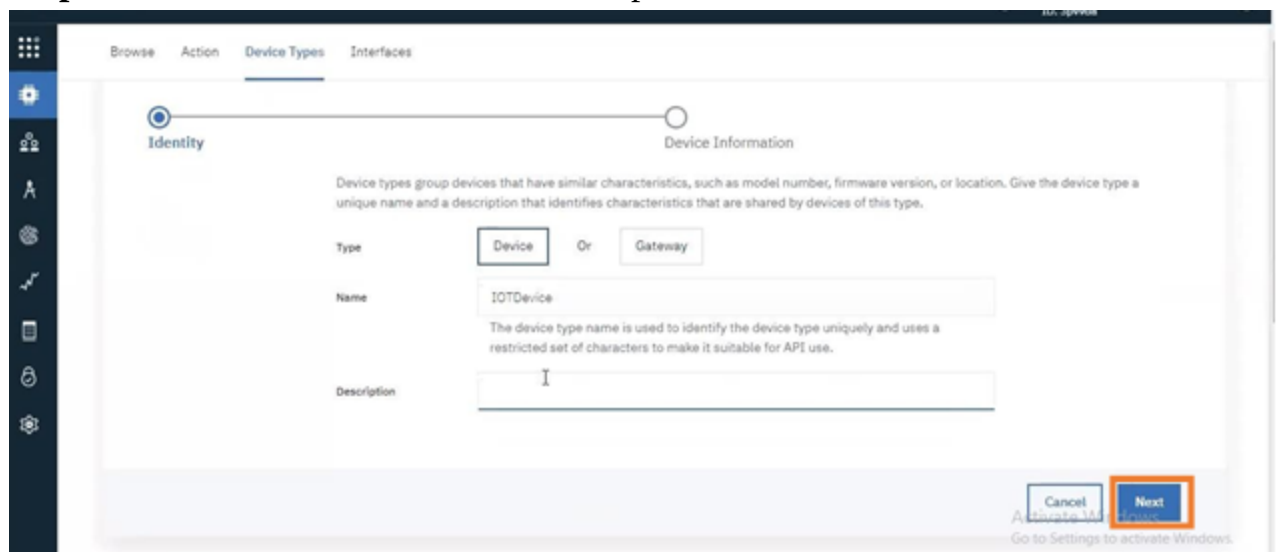 Browse Action Device Types Interfaces
Identity
Device Information
Device types group devices that have similar characteristics, such as model number, firmware version, or location. Give the device type a
unique name and a description that identifies characteristics that are shared by devices of this type.
Type Device Or Gateway
Name IOTDevice
The device type name is used to identify the device type uniquely and uses a
restricted set of characters to make it suitable for API use.
Description
Cancel Next
Activate Windows
Go to Settings to activate Windows.